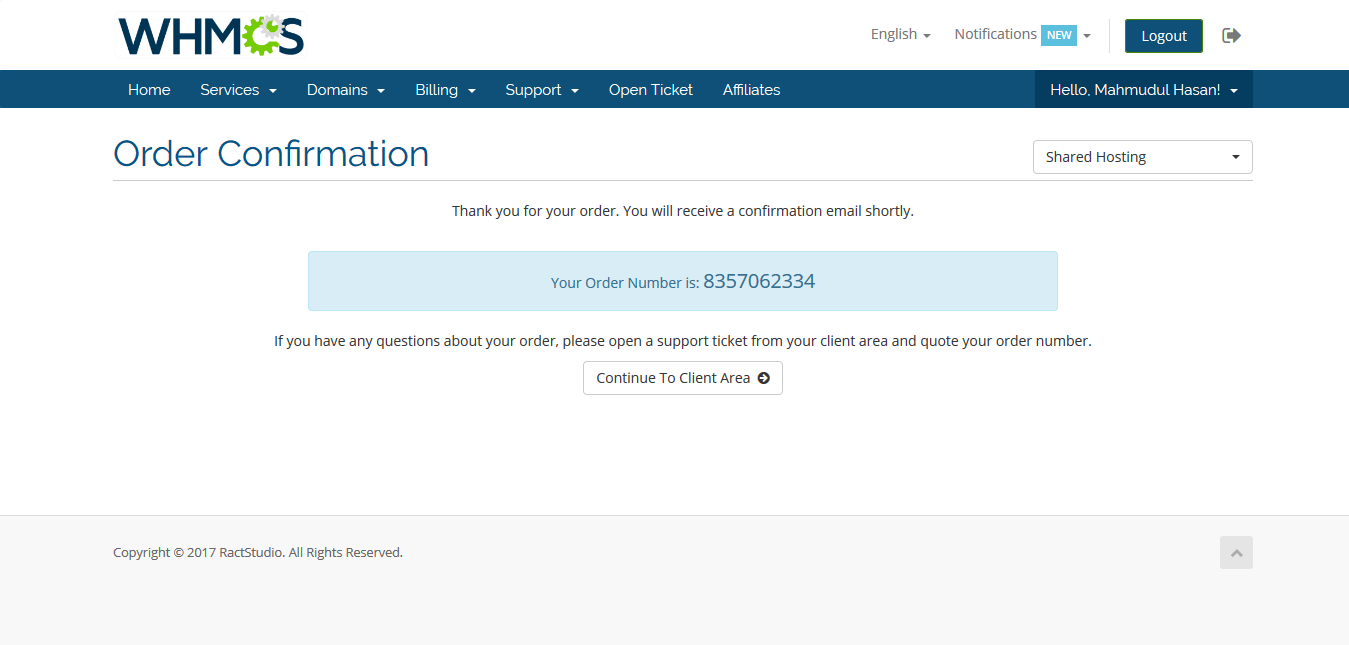 WHMCS
English
Notifications NEW
Logout
Home Services Domains Billing Support Open Ticket Affiliates Hello, Mahmudul Hasan!
Order Confirmation
Shared Hosting
Thank you for your order. You will receive a confirmation email shortly.
Your Order Number is: 8357062334
If you have any questions about your order, please open a support ticket from your client area and quote your order number.
Continue To Client Area
Copyright © 2017 RactStudio. All Rights Reserved.